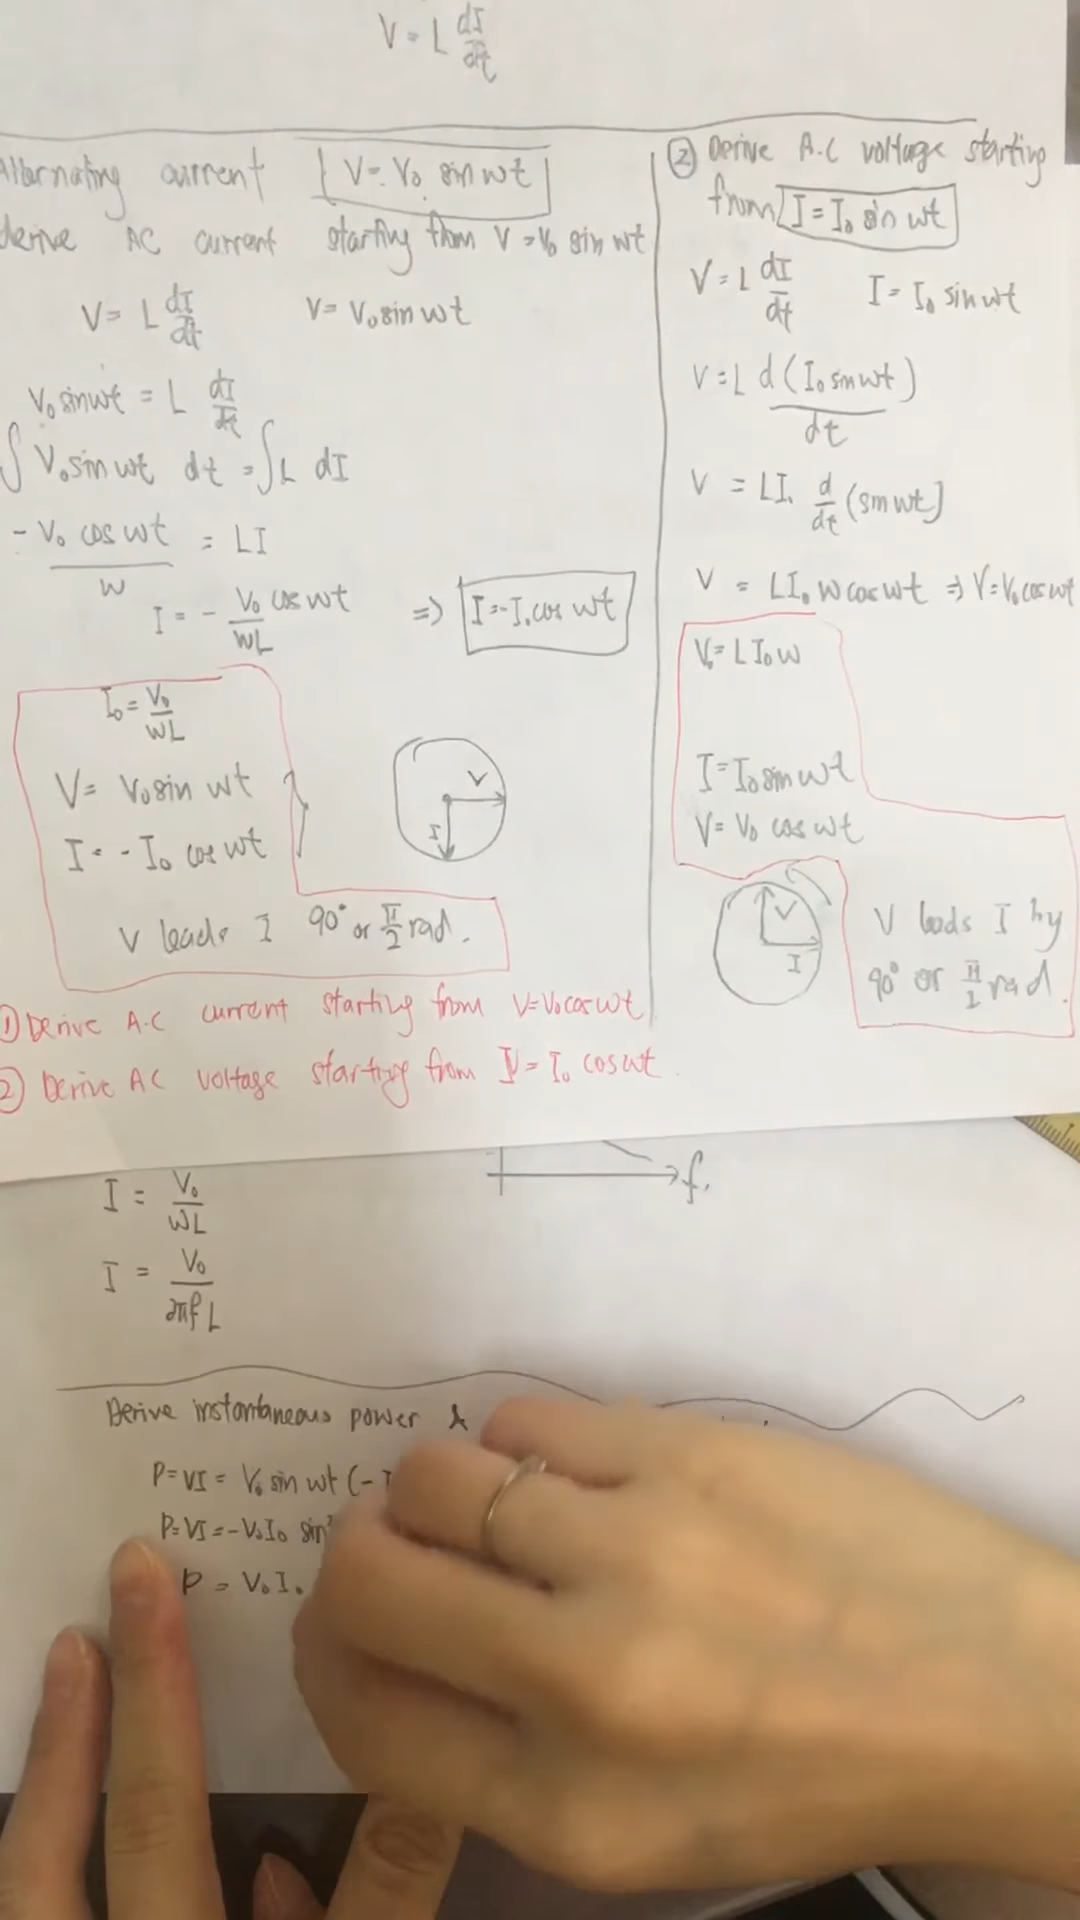 V = L dI/dt
Alternating current V = V₀ sin wt
derive AC current starting from V = V₀ sin wt
V = L dI/dt V = V₀ sin wt
V₀ sin wt = L dI/dt
∫ V₀ sin wt dt = ∫ L dI
- V₀ cos wt / w = LI
I = - V₀ cos wt / wL => I = - I₀ cos wt
I₀ = V₀/wL
V = V₀ sin wt
I = - I₀ cos wt
V
I
V leads I 90° or π/2 rad.
② Derive A.C voltage starting
from I = I₀ sin wt
V = L dI/dt I = I₀ sin wt
V = L d(I₀ sin wt)/dt
V = LI₀ d/dt (sin wt)
V = LI₀ w cos wt => V = V₀ cos wt
V₀ = L I₀ w
I = I₀ sin wt
V = V₀ cos wt
V
I
V leads I by
90° or π/2 rad.
① Derive A.C current starting from V = V₀ cos wt
② Derive AC voltage starting from I = I₀ cos wt.
f.
I = V₀/wL
I = V₀/2πf L
Derive instantaneous power
P = VI = V₀ sin wt (-
P = VI = - V₀I₀ sin
P = V₀ I₀